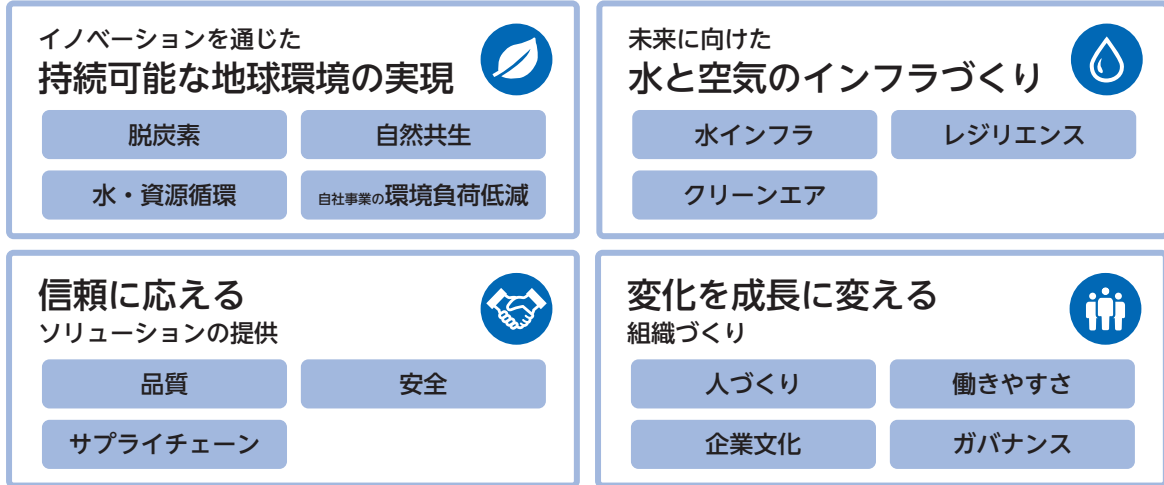 イノベーションを通じた
持続可能な地球環境の実現
脱炭素
自然共生
水・資源循環
自社事業の環境負荷低減
未来に向けた
水と空気のインフラづくり
水インフラ
レジリエンス
クリーンエア
信頼に応える
ソリューションの提供
品質
安全
サプライチェーン
変化を成長に変える
組織づくり
人づくり
働きやすさ
企業文化
ガバナンス